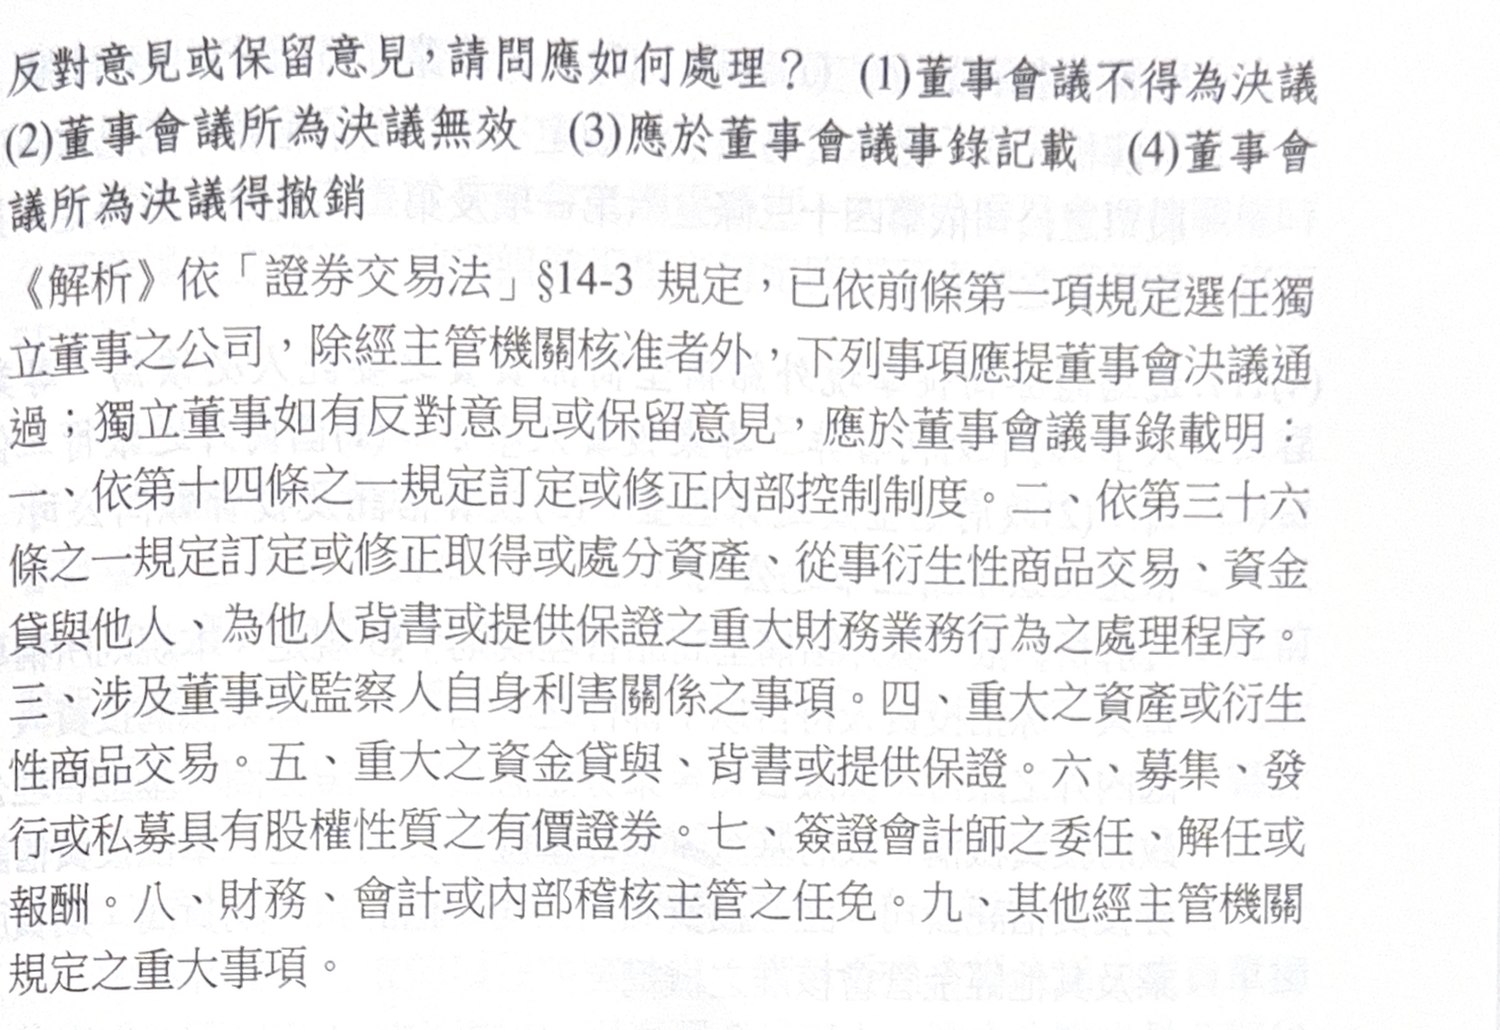 反對意見或保留意見，請問應如何處理？　(1)董事會議不得為決議
(2)董事會議所為決議無效　(3)應於董事會議事錄記載　(4)董事會
議所為決議得撤銷
《解析》依「證券交易法」§14-3 規定，已依前條第一項規定選任獨
立董事之公司，除經主管機關核准者外，下列事項應提董事會決議通
過；獨立董事如有反對意見或保留意見，應於董事會議事錄載明：
一、依第十四條之一規定訂定或修正內部控制制度。二、依第三十六
條之一規定訂定或修正取得或處分資產、從事衍生性商品交易、資金
貸與他人、為他人背書或提供保證之重大財務業務行為之處理程序。
三、涉及董事或監察人自身利害關係之事項。四、重大之資產或衍生
性商品交易。五、重大之資金貸與、背書或提供保證。六、募集、發
行或私募具有股權性質之有價證券。七、簽證會計師之委任、解任或
報酬。八、財務、會計或內部稽核主管之任免。九、其他經主管機關
規定之重大事項。